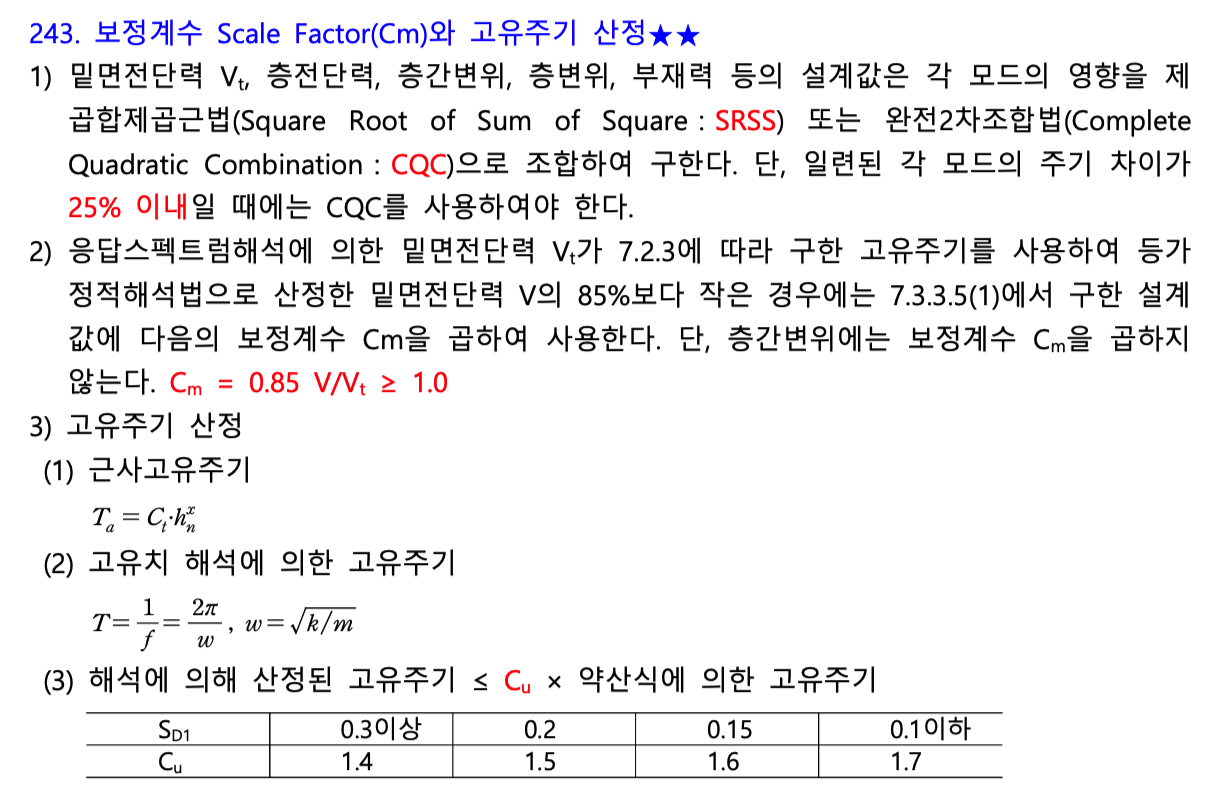 243. 보정계수 Scale Factor(Cm)와 고유주기 산정★★
1) 밑면전단력 Vt, 층전단력, 층간변위, 층변위, 부재력 등의 설계값은 각 모드의 영향을 제
곱합제곱근법(Square Root of Sum of Square : SRSS) 또는 완전2차조합법(Complete
Quadratic Combination : CQC)으로 조합하여 구한다. 단, 일련된 각 모드의 주기 차이가
25% 이내일 때에는 CQC를 사용하여야 한다.
2) 응답스펙트럼해석에 의한 밑면전단력 Vt가 7.2.3에 따라 구한 고유주기를 사용하여 등가
정적해석법으로 산정한 밑면전단력 V의 85%보다 작은 경우에는 7.3.3.5(1)에서 구한 설계
값에 다음의 보정계수 Cm을 곱하여 사용한다. 단, 층간변위에는 보정계수 Cm을 곱하지
않는다. Cm = 0.85 V/Vt ≥ 1.0
3) 고유주기 산정
(1) 근사고유주기
T_a = C_t·h_n^x
(2) 고유치 해석에 의한 고유주기
T = 1/f = 2π/w , w = √k/m
(3) 해석에 의해 산정된 고유주기 ≤ Cu × 약산식에 의한 고유주기
SD1 0.3이상 0.2 0.15 0.1이하
Cu 1.4 1.5 1.6 1.7